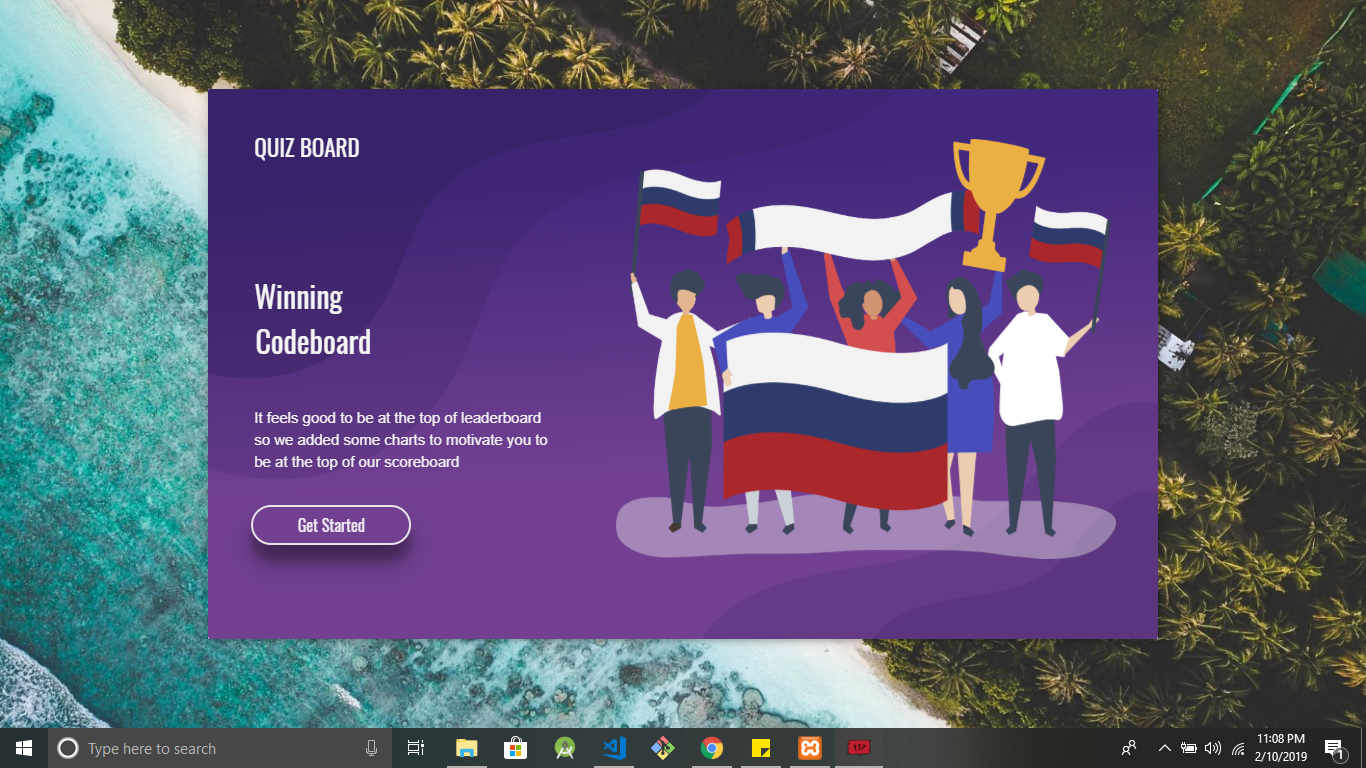 QUIZ BOARD
Winning
Codeboard
It feels good to be at the top of leaderboard
so we added some charts to motivate you to
be at the top of our scoreboard
Get Started
Type here to search
11:08 PM
2/10/2019
1